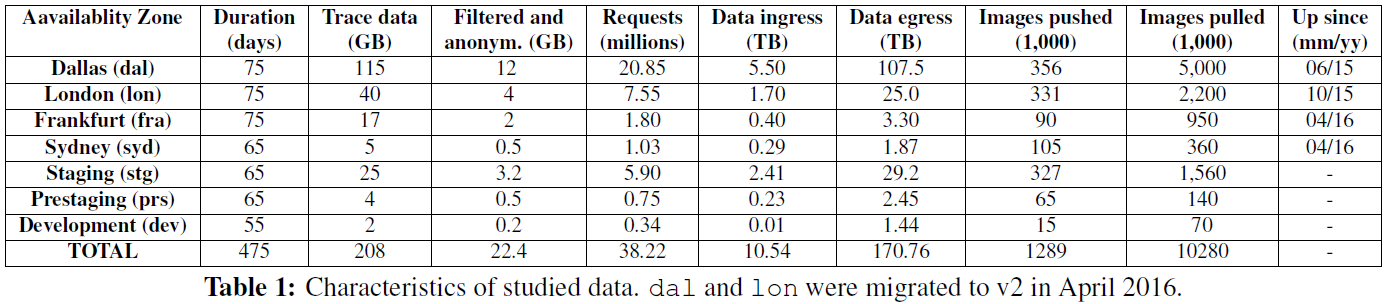 Aavailablity Zone Duration (days) Trace data (GB) Filtered and anonym. (GB) Requests (millions) Data ingress (TB) Data egress (TB) Images pushed (1,000) Images pulled (1,000) Up since (mm/yy)
Dallas (dal) 75 115 12 20.85 5.50 107.5 356 5,000 06/15
London (lon) 75 40 4 7.55 1.70 25.0 331 2,200 10/15
Frankfurt (fra) 75 17 2 1.80 0.40 3.30 90 950 04/16
Sydney (syd) 65 5 0.5 1.03 0.29 1.87 105 360 04/16
Staging (stg) 65 25 3.2 5.90 2.41 29.2 327 1,560 -
Prestaging (prs) 65 4 0.5 0.75 0.23 2.45 65 140 -
Development (dev) 55 2 0.2 0.34 0.01 1.44 15 70 -
TOTAL 475 208 22.4 38.22 10.54 170.76 1289 10280 -
Table 1: Characteristics of studied data. dal and lon were migrated to v2 in April 2016.